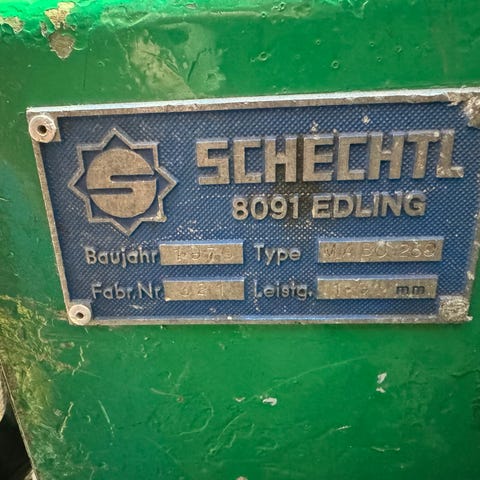 S
SCHECHTL
8091 EDLING
Baujahr Type
Fabr.Nr Leistg. mm